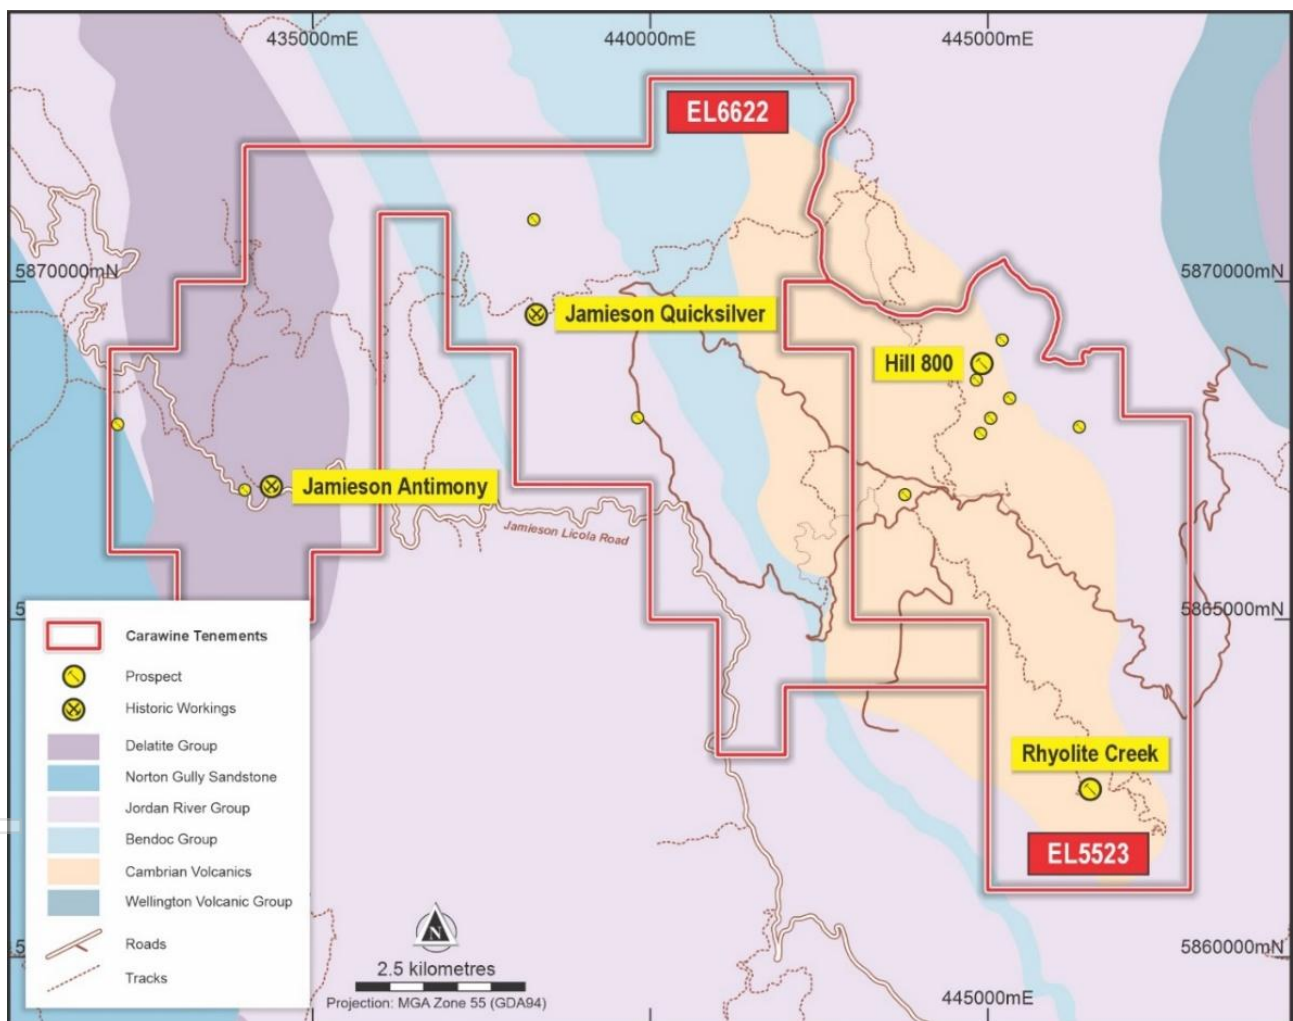 435000mE
440000mE
445000mE
EL6622
5870000mN
5870000mN
Jamieson Quicksilver
Hill 800
Jamieson Antimony
Jamieson Licola Road
5865000mN
Carawine Tenements
Prospect
Historic Workings
Delatite Group
Norton Gully Sandstone
Jordan River Group
Bendoc Group
Cambrian Volcanics
Wellington Volcanic Group
Roads
Tracks
Rhyolite Creek
EL5523
N
2.5 kilometres
Projection: MGA Zone 55 (GDA94)
5860000mN
445000mE